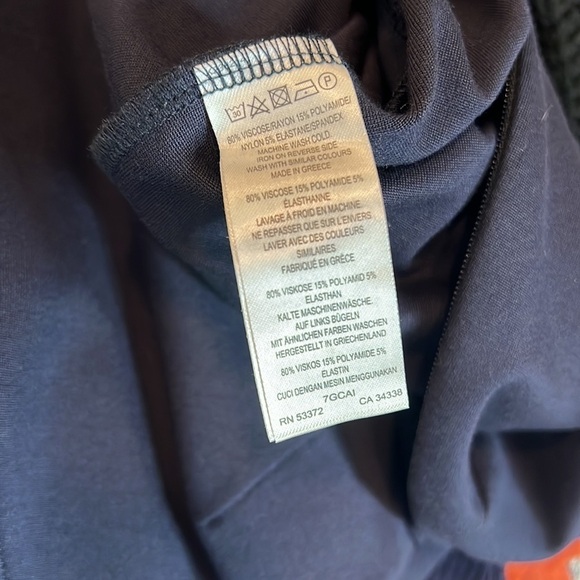 30 P
80% VISCOSE/RAYON 15% POLYAMIDE/
NYLON 5% ELASTANE/SPANDEX
MACHINE WASH COLD
IRON ON REVERSE SIDE
WASH WITH SIMILAR COLOURS
MADE IN GREECE
80% VISCOSE 15% POLYAMIDE 5%
ÉLASTHANNE
LAVAGE À FROID EN MACHINE.
NE REPASSER QUE SUR L'ENVERS
LAVER AVEC DES COULEURS
SIMILAIRES
FABRIQUÉ EN GRÈCE
80% VISKOSE 15% POLYAMID 5%
ELASTHAN
KALTE MASCHINENWÄSCHE.
AUF LINKS BÜGELN
MIT ÄHNLICHEN FARBEN WASCHEN
HERGESTELLT IN GRIECHENLAND
80% VISKOS 15% POLYAMIDE 5%
ELASTIN
CUCI DENGAN MESIN MENGGUNAKAN
7GCAI
RN 53372 CA 34338